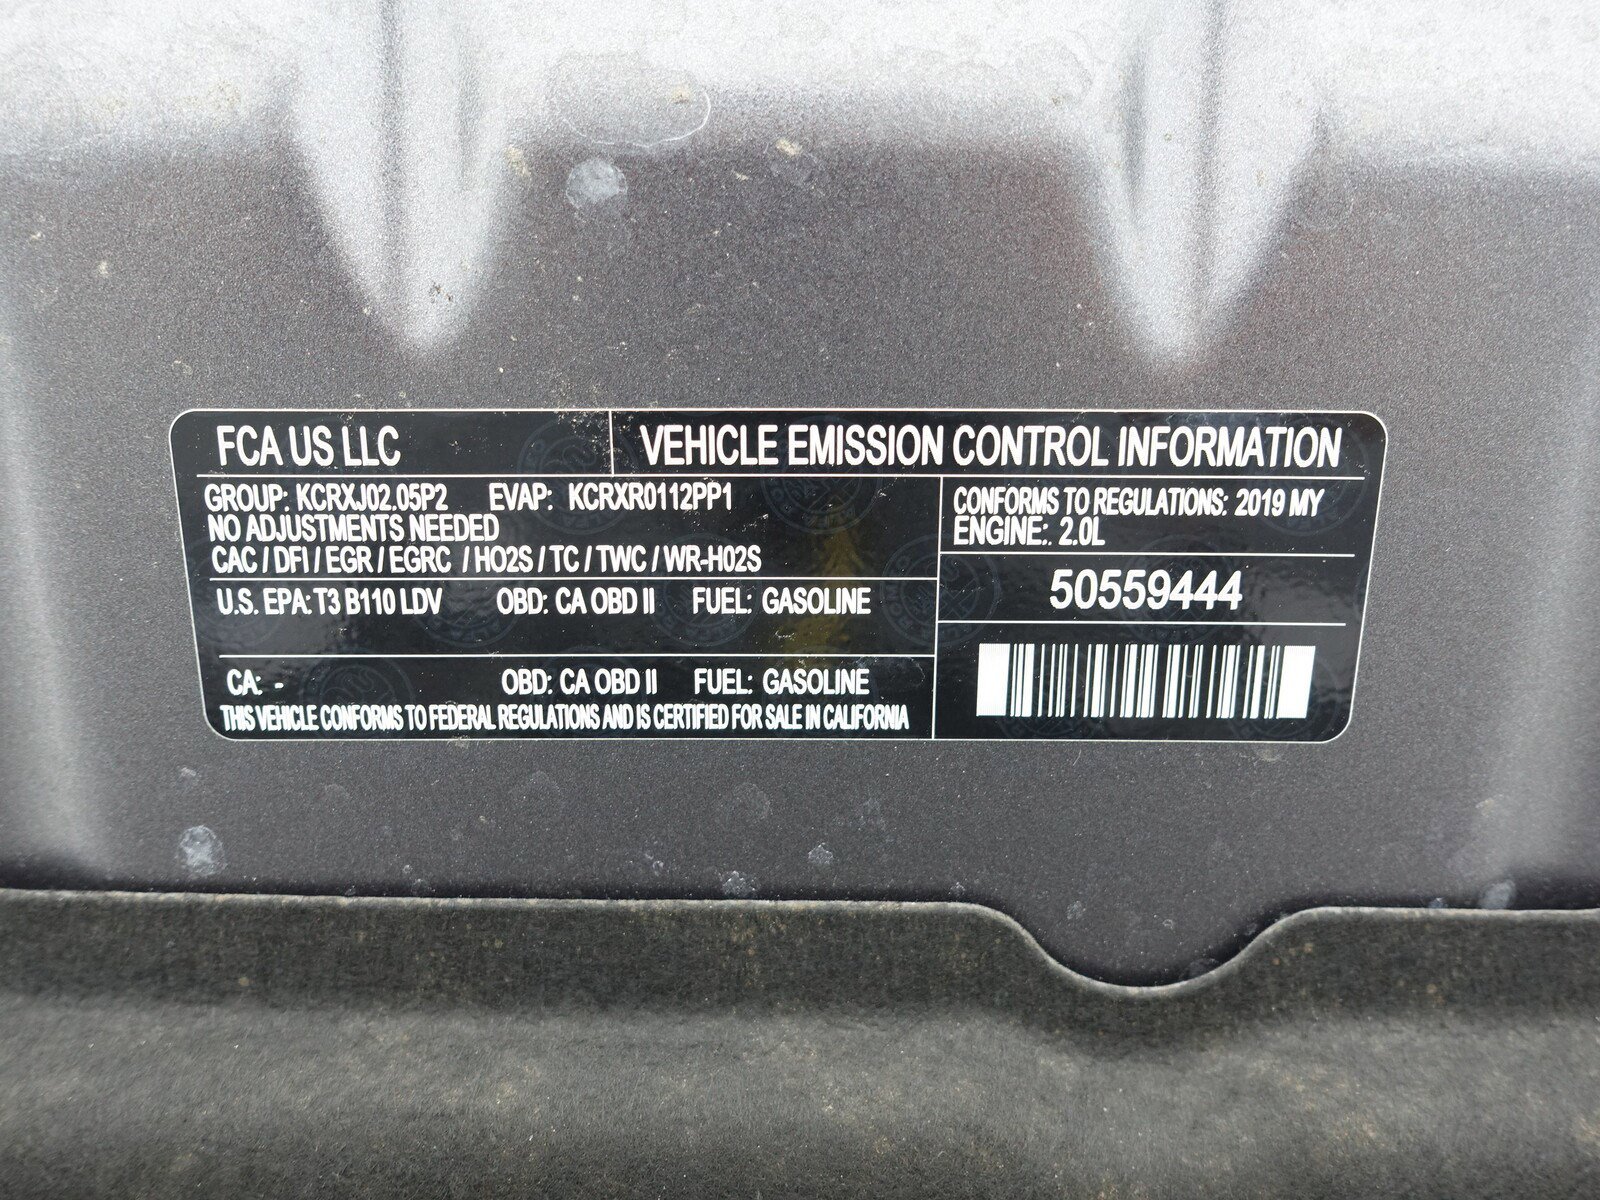 FCA US LLC
VEHICLE EMISSION CONTROL INFORMATION
GROUP: KCRXJ02.05P2 EVAP: KCRXR0112PP1
NO ADJUSTMENTS NEEDED
CAC / DFI / EGR / EGRC / HO2S / TC / TWC / WR-H02S
U.S. EPA: T3 B110 LDV OBD: CA OBD II FUEL: GASOLINE
CA: - OBD: CA OBD II FUEL: GASOLINE
THIS VEHICLE CONFORMS TO FEDERAL REGULATIONS AND IS CERTIFIED FOR SALE IN CALIFORNIA
CONFORMS TO REGULATIONS: 2019 MY
ENGINE:. 2.0L
50559444